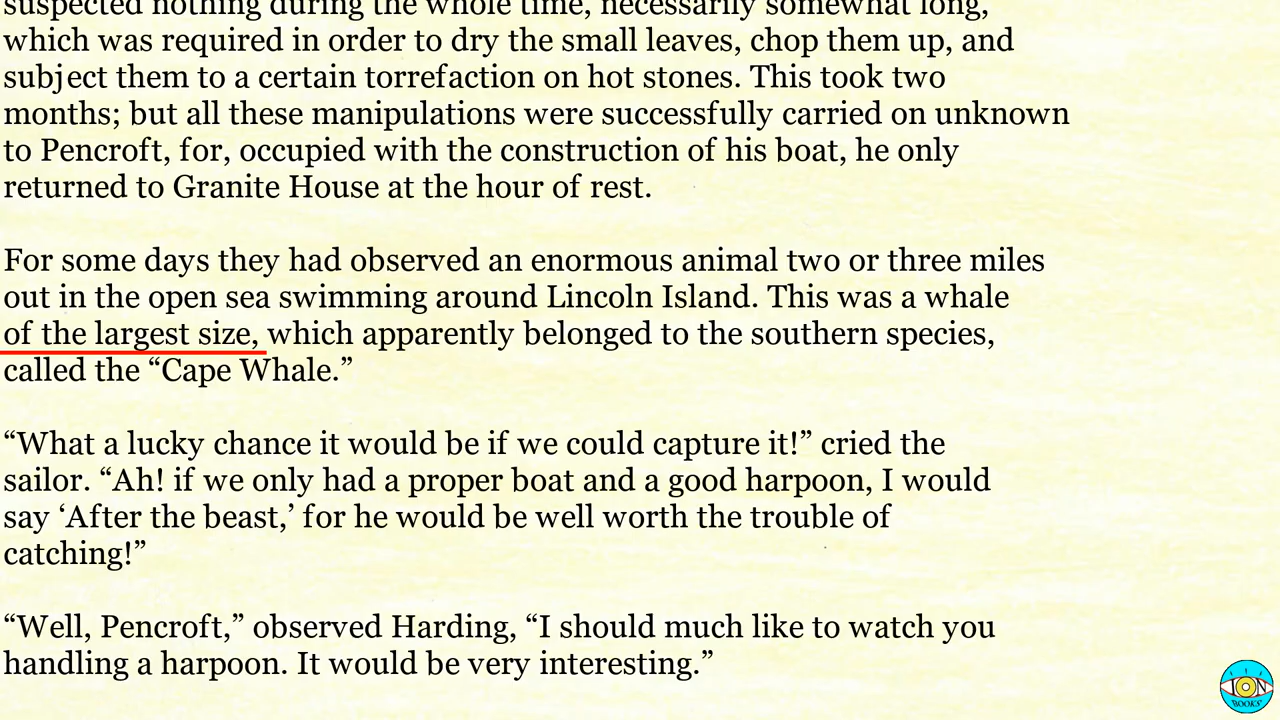 suspected nothing during the whole time, necessarily somewhat long,
which was required in order to dry the small leaves, chop them up, and
subject them to a certain torrefaction on hot stones. This took two
months; but all these manipulations were successfully carried on unknown
to Pencroft, for, occupied with the construction of his boat, he only
returned to Granite House at the hour of rest.
For some days they had observed an enormous animal two or three miles
out in the open sea swimming around Lincoln Island. This was a whale
of the largest size, which apparently belonged to the southern species,
called the “Cape Whale.”
“What a lucky chance it would be if we could capture it!” cried the
sailor. “Ah! if we only had a proper boat and a good harpoon, I would
say ‘After the beast,’ for he would be well worth the trouble of
catching!”
“Well, Pencroft,” observed Harding, “I should much like to watch you
handling a harpoon. It would be very interesting.”
ION
BOOKS